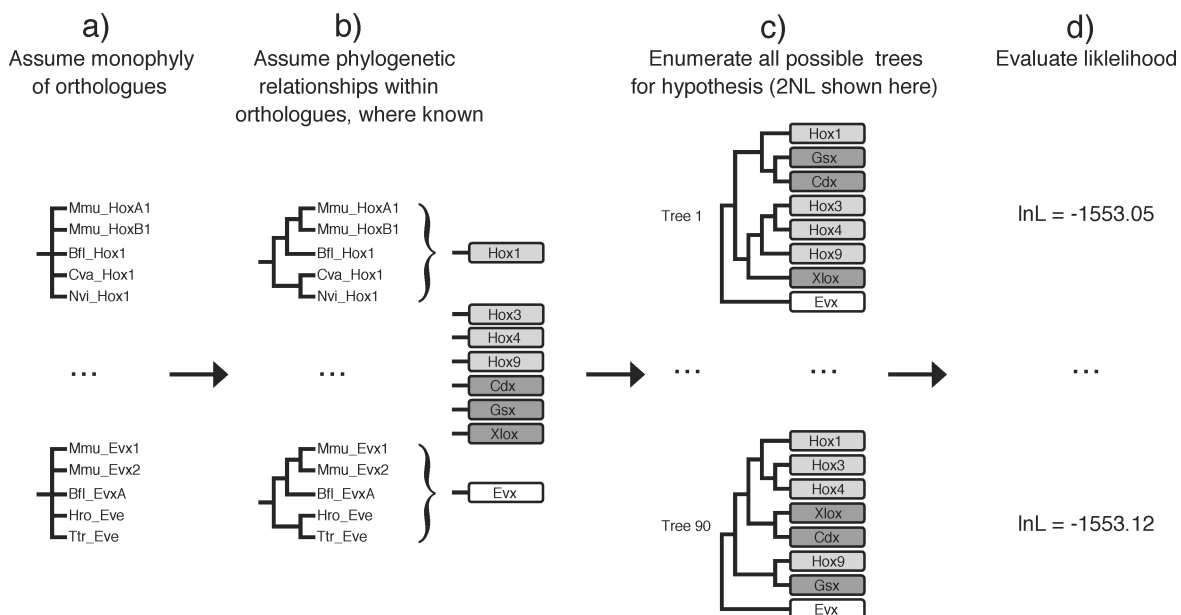 a)
Assume monophyly
of orthologues
b)
Assume phylogenetic
relationships within
orthologues, where known
c)
Enumerate all possible trees
for hypothesis (2NL shown here)
d)
Evaluate liklelihood
Mmu_HoxA1
Mmu_HoxB1
Bfl_Hox1
Cva_Hox1
Nvi_Hox1
...
Mmu_Evx1
Mmu_Evx2
Bfl_EvxA
Hro_Eve
Ttr_Eve
Mmu_HoxA1
Mmu_HoxB1
Bfl_Hox1
Cva_Hox1
Nvi_Hox1
...
Mmu_Evx1
Mmu_Evx2
Bfl_EvxA
Hro_Eve
Ttr_Eve
Hox1
Hox3
Hox4
Hox9
Cdx
Gsx
Xlox
Evx
Tree 1
Hox1
Gsx
Cdx
Hox3
Hox4
Hox9
Xlox
Evx
... ...
Tree 90
Hox1
Hox3
Hox4
Xlox
Cdx
Hox9
Gsx
Evx
lnL = -1553.05
...
lnL = -1553.12